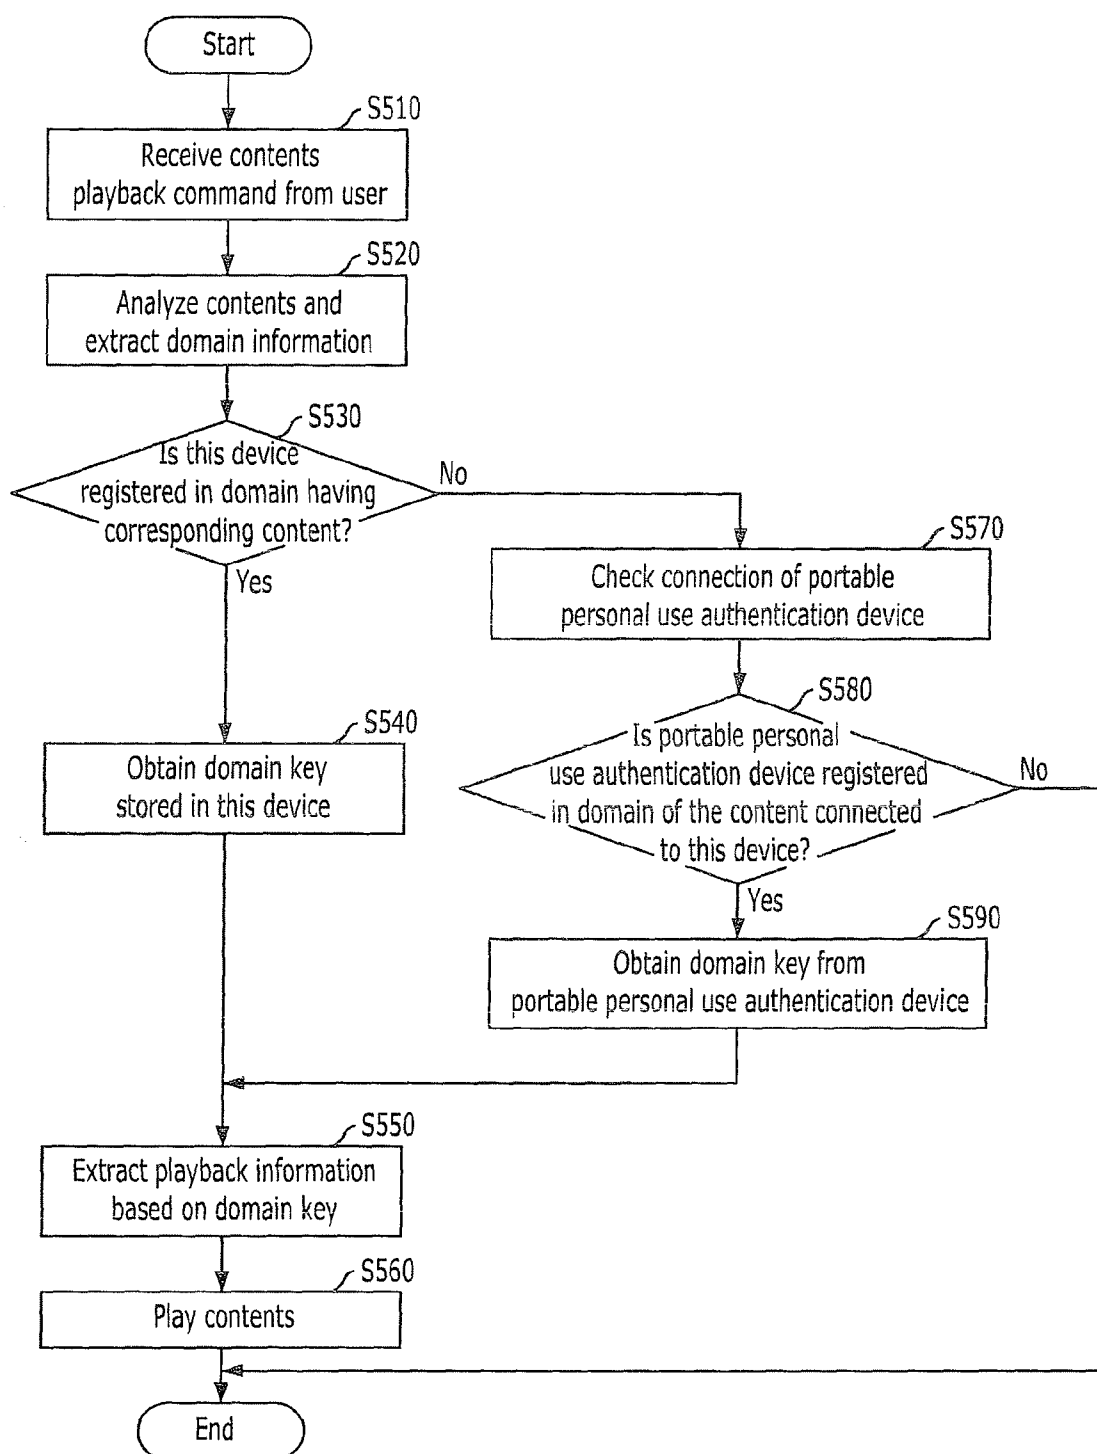 Start
S510
Receive contents
playback command from user
S520
Analyze contents and
extract domain information
S530
Is this device
registered in domain having
corresponding content?
No
Yes
S570
Check connection of portable
personal use authentication device
S580
Is portable personal
use authentication device registered
in domain of the content connected
to this device?
No
Yes
S540
Obtain domain key
stored in this device
S590
Obtain domain key from
portable personal use authentication device
S550
Extract playback information
based on domain key
S560
Play contents
End